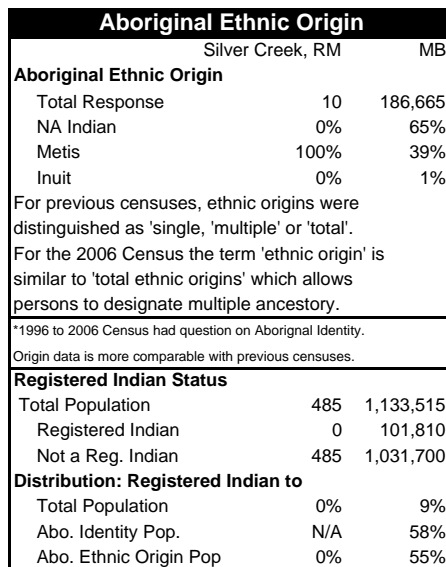 Aboriginal Ethnic Origin
Silver Creek, RM MB
Aboriginal Ethnic Origin
Total Response 10 186,665
NA Indian 0% 65%
Metis 100% 39%
Inuit 0% 1%
For previous censuses, ethnic origins were
distinguished as 'single, 'multiple' or 'total'.
For the 2006 Census the term 'ethnic origin' is
similar to 'total ethnic origins' which allows
persons to designate multiple ancestory.
*1996 to 2006 Census had question on Aborignal Identity.
Origin data is more comparable with previous censuses.
Registered Indian Status
Total Population 485 1,133,515
Registered Indian 0 101,810
Not a Reg. Indian 485 1,031,700
Distribution: Registered Indian to
Total Population 0% 9%
Abo. Identity Pop. N/A 58%
Abo. Ethnic Origin Pop 0% 55%